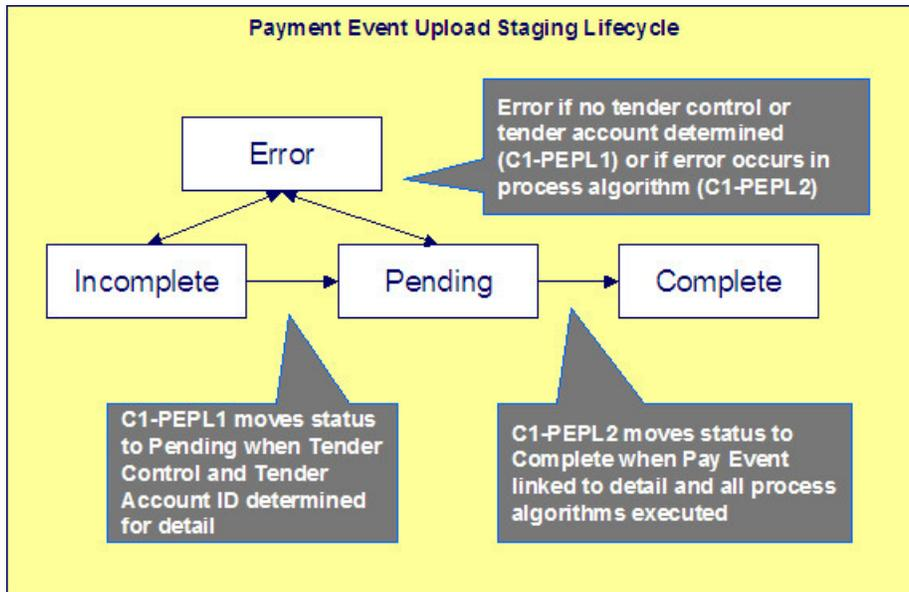 Payment Event Upload Staging Lifecycle
Error if no tender control or
tender account determined
(C1-PEPL1) or if error occurs in
process algorithm (C1-PEPL2)
Error
Incomplete
Pending
Complete
C1-PEPL1 moves status
to Pending when Tender
Control and Tender
Account ID determined
for detail
C1-PEPL2 moves status to
Complete when Pay Event
linked to detail and all process
algorithms executed